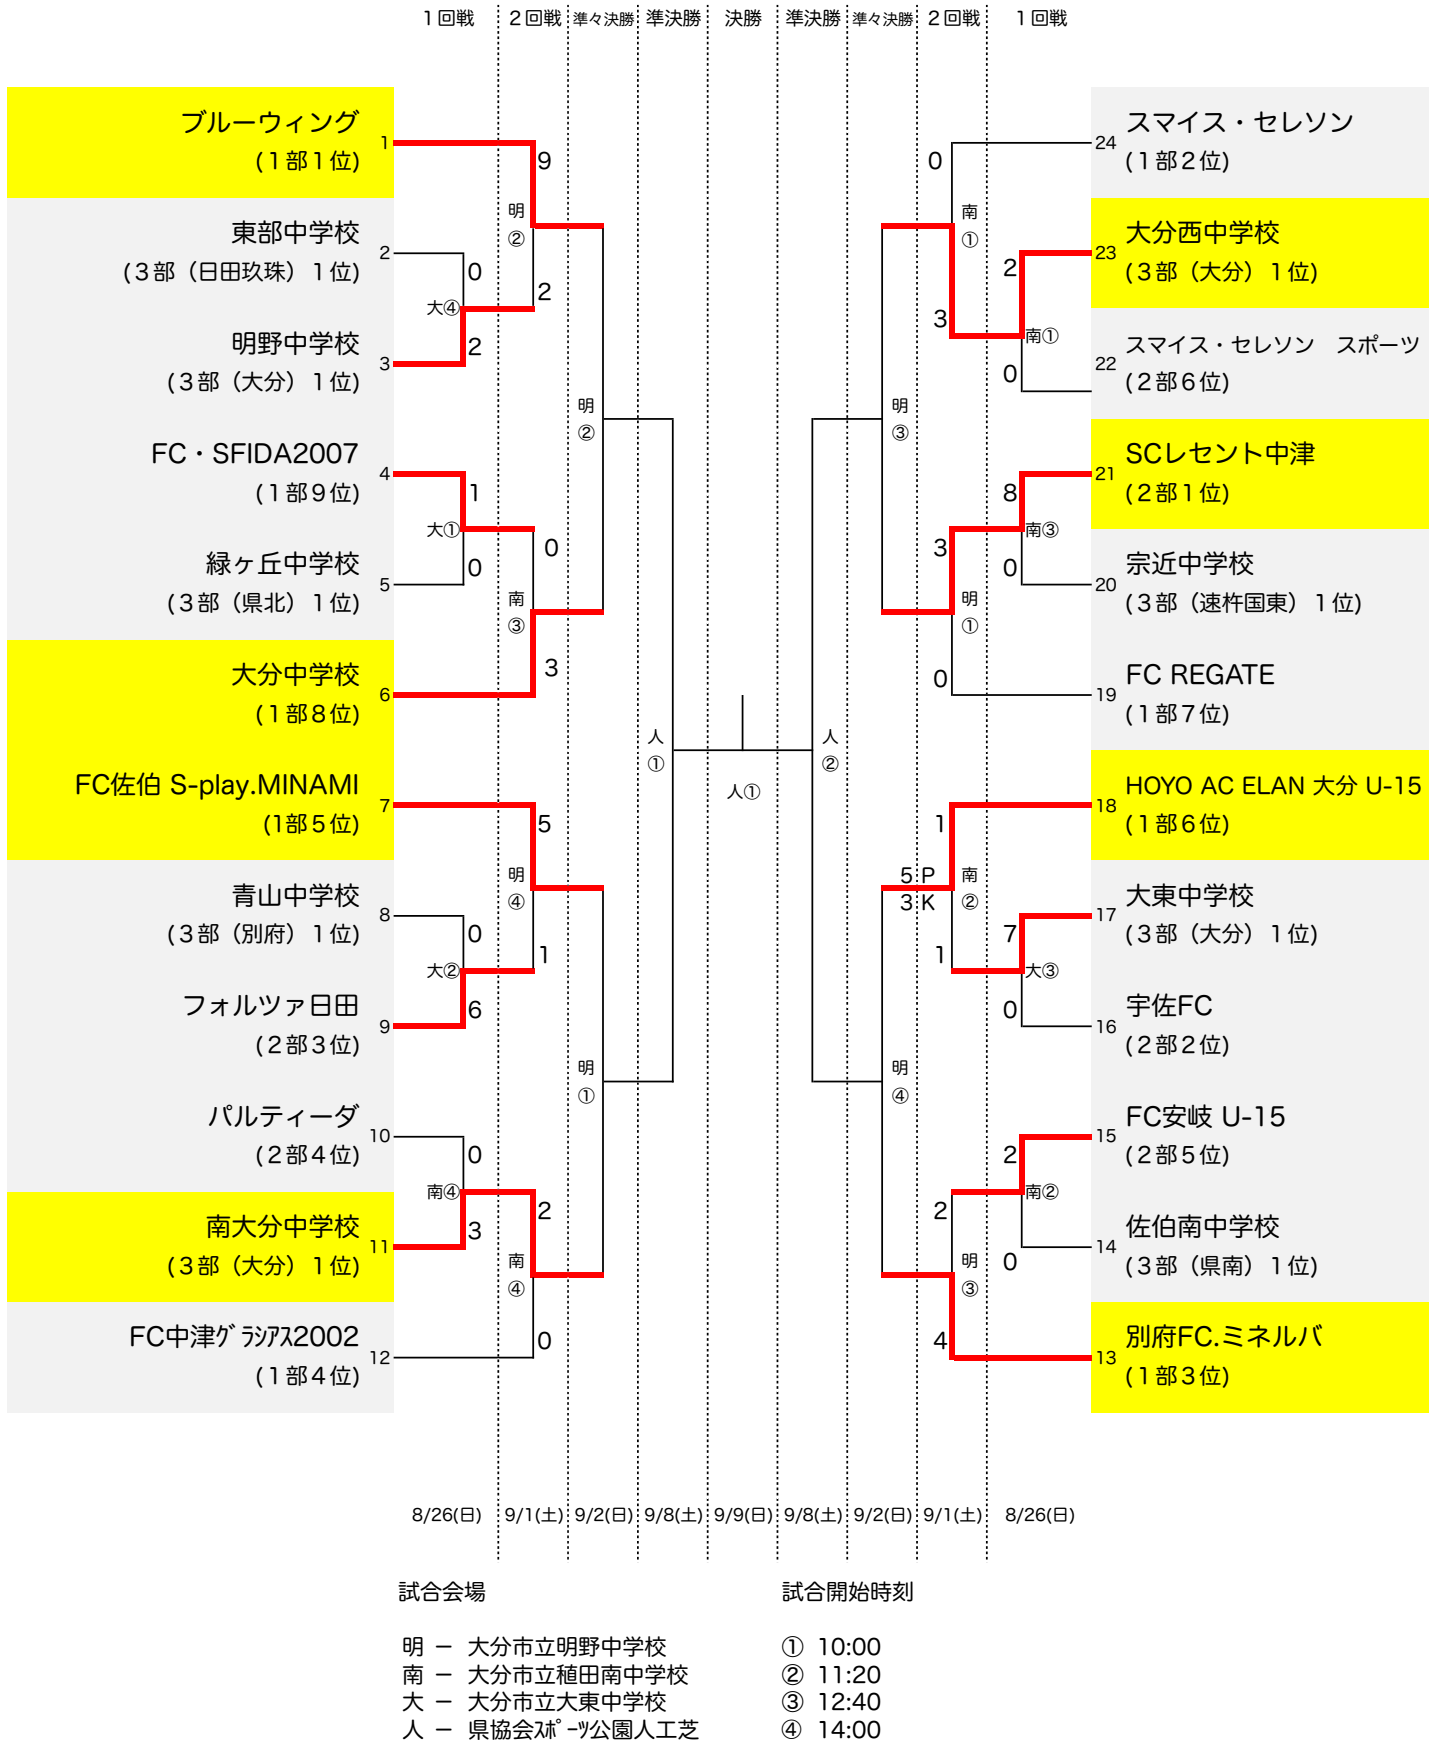 1回戦 2回戦 準々決勝 準決勝 決勝 準決勝 準々決勝 2回戦 1回戦
ブルーウィング
(1部1位)
1
東部中学校
(3部（日田玖珠）1位)
2
明野中学校
(3部（大分）1位)
3
FC・SFIDA2007
(1部9位)
4
緑ヶ丘中学校
(3部（県北）1位)
5
大分中学校
(1部8位)
6
FC佐伯 S-play.MINAMI
(1部5位)
7
青山中学校
(3部（別府）1位)
8
フォルツァ日田
(2部3位)
9
パルティーダ
(2部4位)
10
南大分中学校
(3部（大分）1位)
11
FC中津グラシアス2002
(1部4位)
12
0
大④
2
1
大①
0
0
大②
6
0
南④
3
9
明
②
2
0
南
③
3
5
明
④
1
2
南
④
0
明
②
明
①
人
①
人①
人
②
明
③
明
④
0
南
①
3
3
明
①
0
1
5 P
3 K
南
②
1
2
明
③
4
2
南①
0
8
南③
0
7
大③
0
2
南②
0
24
スマイス・セレソン
(1部2位)
23
大分西中学校
(3部（大分）1位)
22
スマイス・セレソン　スポーツ
(2部6位)
21
SCレセント中津
(2部1位)
20
宗近中学校
(3部（速杵国東）1位)
19
FC REGATE
(1部7位)
18
HOYO AC ELAN 大分 U-15
(1部6位)
17
大東中学校
(3部（大分）1位)
16
宇佐FC
(2部2位)
15
FC安岐 U-15
(2部5位)
14
佐伯南中学校
(3部（県南）1位)
13
別府FC.ミネルバ
(1部3位)
8/26(日) 9/1(土) 9/2(日) 9/8(土) 9/9(日) 9/8(土) 9/2(日) 9/1(土) 8/26(日)
試合会場
明 － 大分市立明野中学校
南 － 大分市立稙田南中学校
大 － 大分市立大東中学校
人 － 県協会スポーツ公園人工芝
試合開始時刻
① 10:00
② 11:20
③ 12:40
④ 14:00